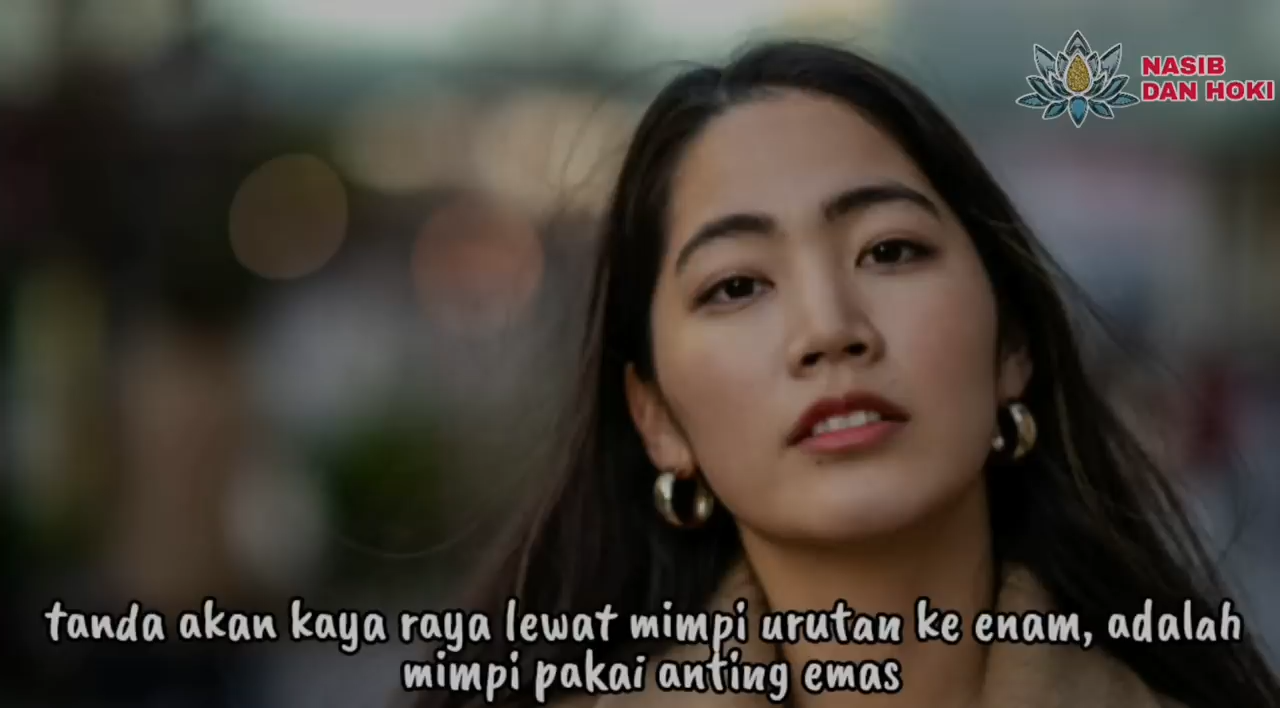 NASIB
DAN HOKI
tanda akan kaya raya lewat mimpi urutan ke enam, adalah
mimpi pakai anting emas